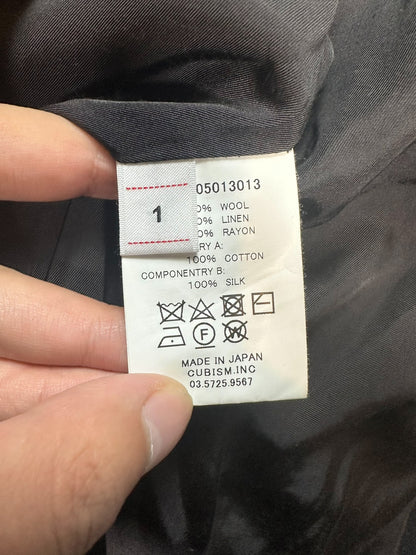 05013013
1
0% WOOL
0% LINEN
0% RAYON
RY A:
100% COTTON
COMPONENTRY B:
100% SILK
F W
MADE IN JAPAN
CUBISM.INC
03.5725.9567